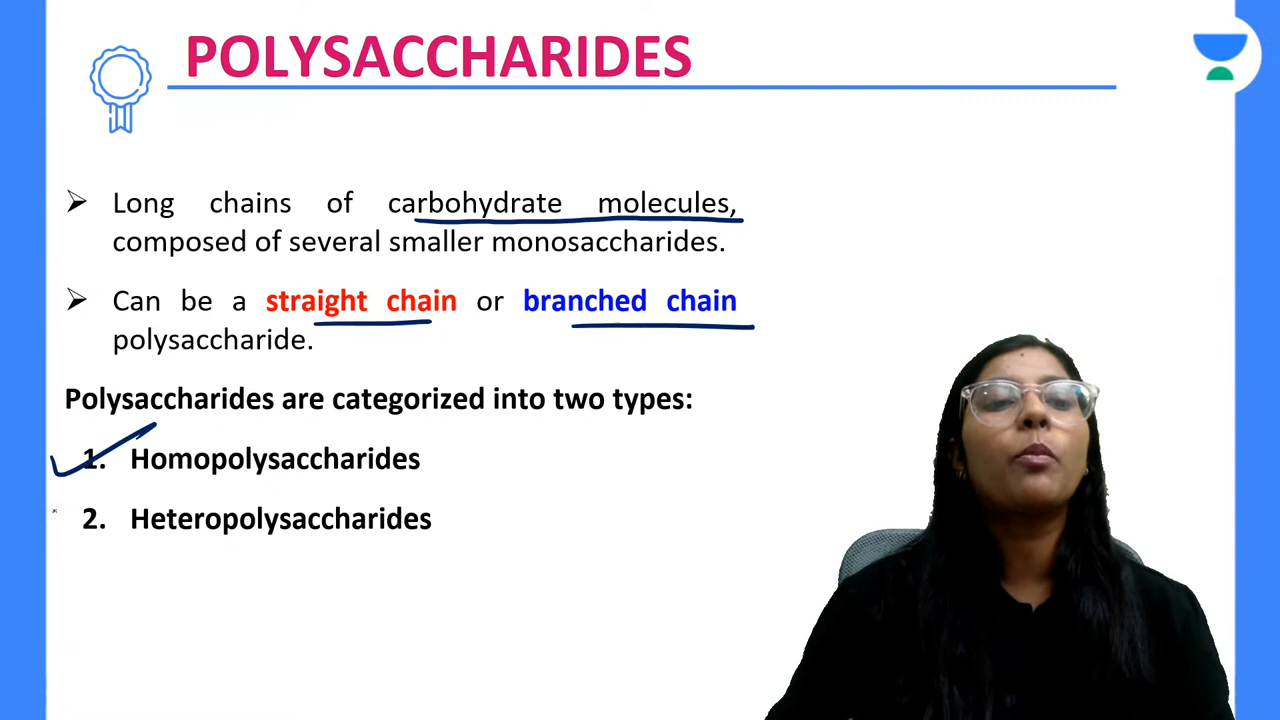 POLYSACCHARIDES
➢ Long chains of carbohydrate molecules,
composed of several smaller monosaccharides.
➢ Can be a straight chain or branched chain
polysaccharide.
Polysaccharides are categorized into two types:
1. Homopolysaccharides
2. Heteropolysaccharides